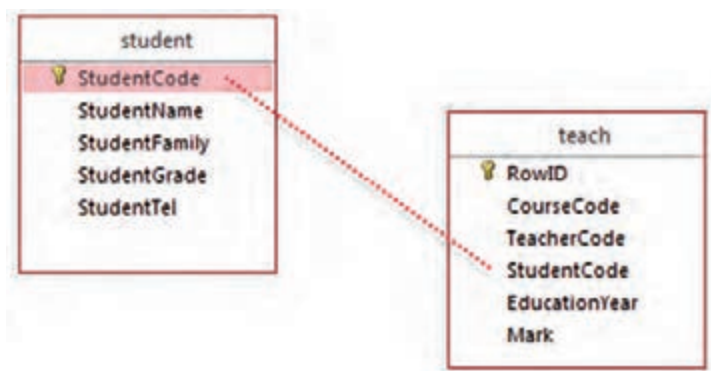 student
StudentCode
StudentName
StudentFamily
StudentGrade
StudentTel
teach
RowID
CourseCode
TeacherCode
StudentCode
EducationYear
Mark